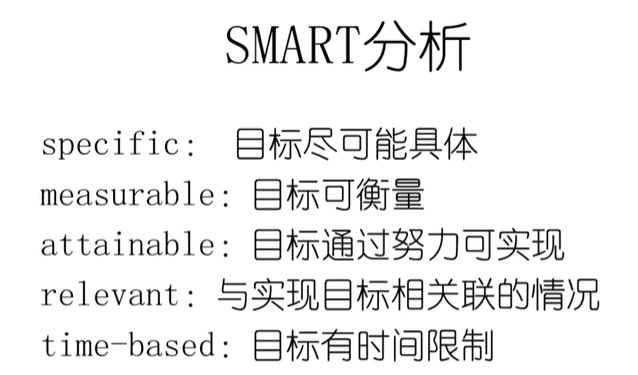 SMART分析
specific: 目标尽可能具体
measurable: 目标可衡量
attainable: 目标通过努力可实现
relevant: 与实现目标相关联的情况
time-based: 目标有时间限制